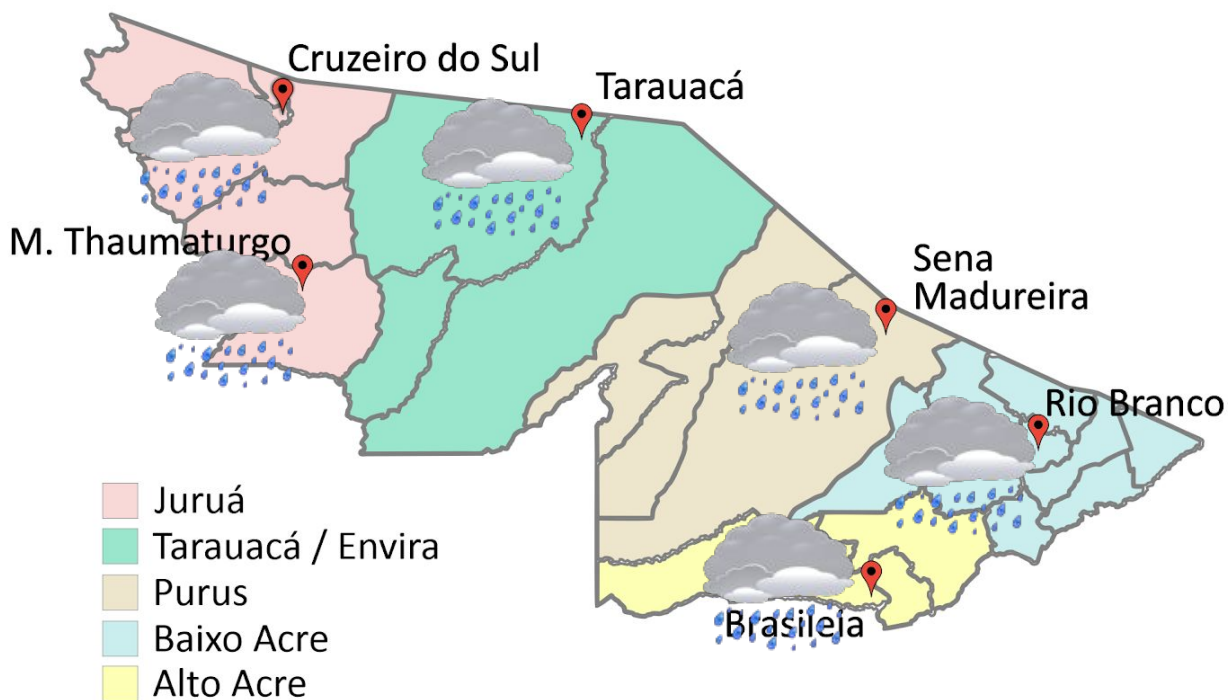 Cruzeiro do Sul
Tarauacá
M. Thaumaturgo
Sena
Madureira
Rio Branco
Brasileia
Juruá
Tarauacá / Envira
Purus
Baixo Acre
Alto Acre